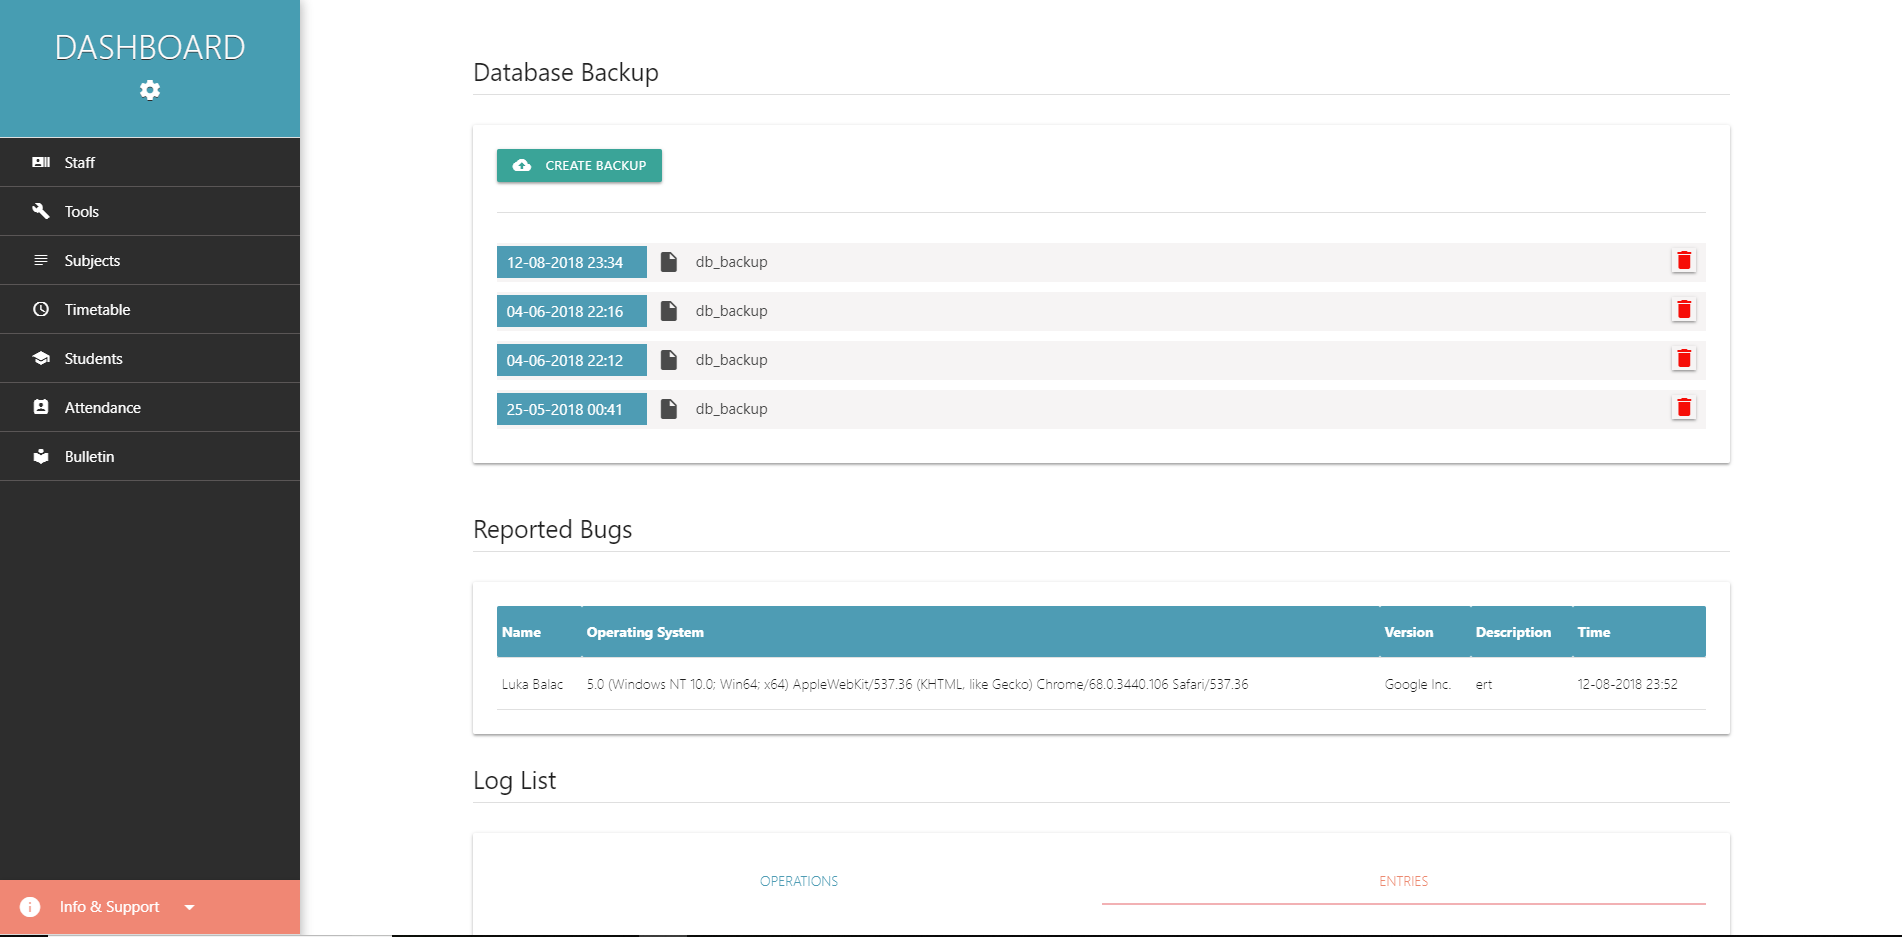 DASHBOARD
Staff
Tools
Subjects
Timetable
Students
Attendance
Bulletin
Info & Support
Database Backup
CREATE BACKUP
12-08-2018 23:34 db_backup
04-06-2018 22:16 db_backup
04-06-2018 22:12 db_backup
25-05-2018 00:41 db_backup
Reported Bugs
Name Operating System Version Description Time
Luka Balac 5.0 (Windows NT 10.0; Win64; x64) AppleWebKit/537.36 (KHTML, like Gecko) Chrome/68.0.3440.106 Safari/537.36 Google Inc. ert 12-08-2018 23:52
Log List
OPERATIONS ENTRIES